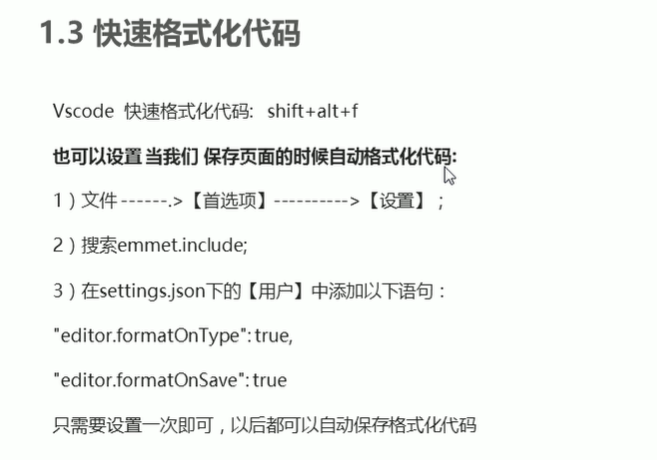 1.3 快速格式化代码
Vscode 快速格式化代码: shift+alt+f
也可以设置 当我们 保存页面的时候自动格式化代码:
1）文件 ------.>【首选项】---------->【设置】；
2）搜索emmet.include;
3）在settings.json下的【用户】中添加以下语句：
"editor.formatOnType": true,
"editor.formatOnSave": true
只需要设置一次即可，以后都可以自动保存格式化代码